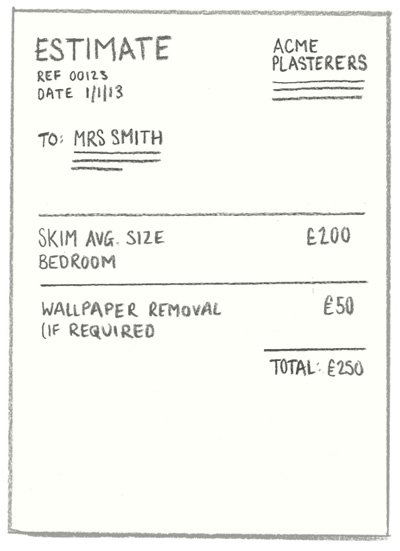 ESTIMATE
REF 00123
DATE 1/1/13
ACME
PLASTERERS
TO: MRS SMITH
SKIM AVG. SIZE
BEDROOM
£200
WALLPAPER REMOVAL
(IF REQUIRED
£50
TOTAL: £250